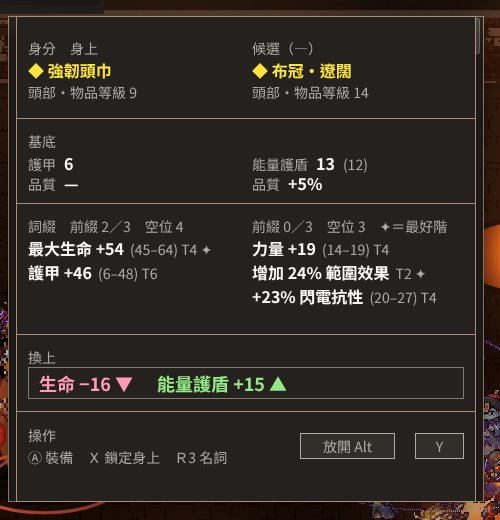 身分　身上
◆ 強韌頭巾
頭部・物品等級 9
候選（—）
◆ 布冠・遼闊
頭部・物品等級 14
基底
護甲 6
品質 —
能量護盾 13 (12)
品質 +5%
詞綴　前綴 2／3　空位 4
最大生命 +54 (45–64) T4 ✦
護甲 +46 (6–48) T6
前綴 0／3　空位 3　✦＝最好階
力量 +19 (14–19) T4
增加 24% 範圍效果 T2 ✦
+23% 閃電抗性 (20–27) T4
換上
生命 −16 ▼　能量護盾 +15 ▲
操作
Ⓐ 裝備　X 鎖定身上　R3 名詞
放開 Alt
Y